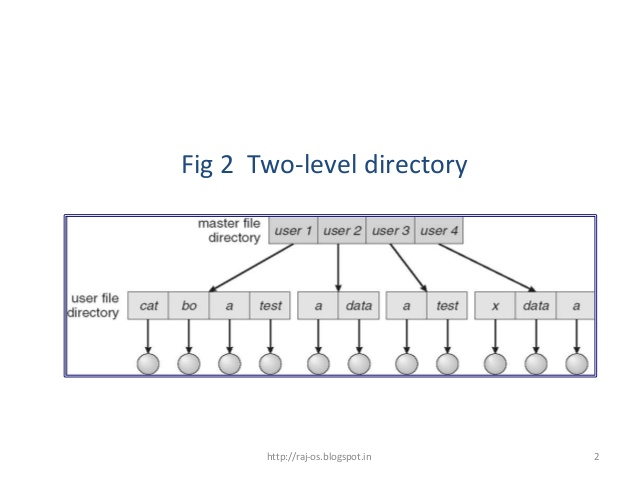 Fig 2  Two-level directory
master file
directory
user 1 user 2 user 3 user 4
user file
directory
cat bo a test a data a test x data a
http://raj-os.blogspot.in
2